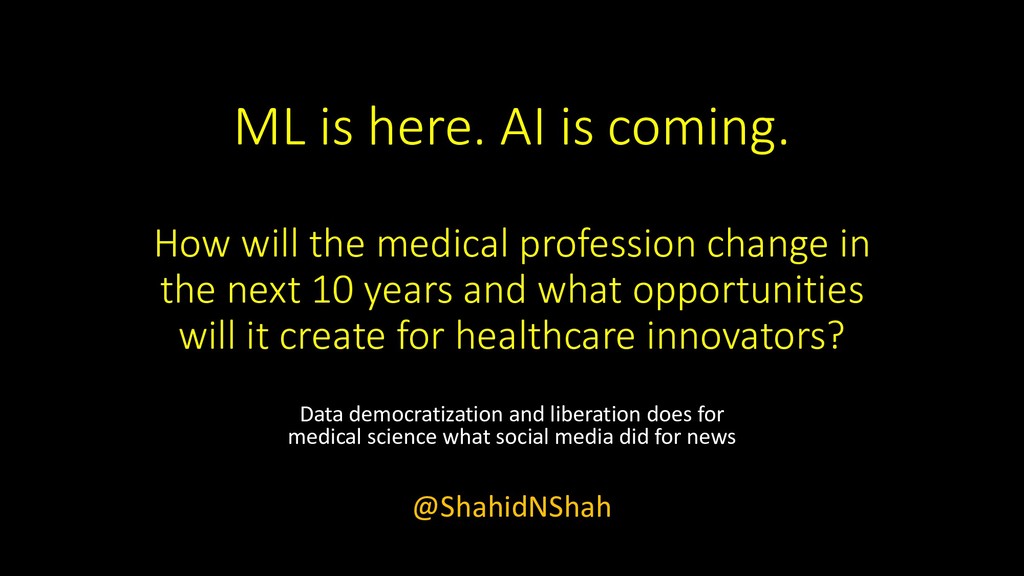 ML is here. AI is coming.
How will the medical profession change in
the next 10 years and what opportunities
will it create for healthcare innovators?
Data democratization and liberation does for
medical science what social media did for news
@ShahidNShah